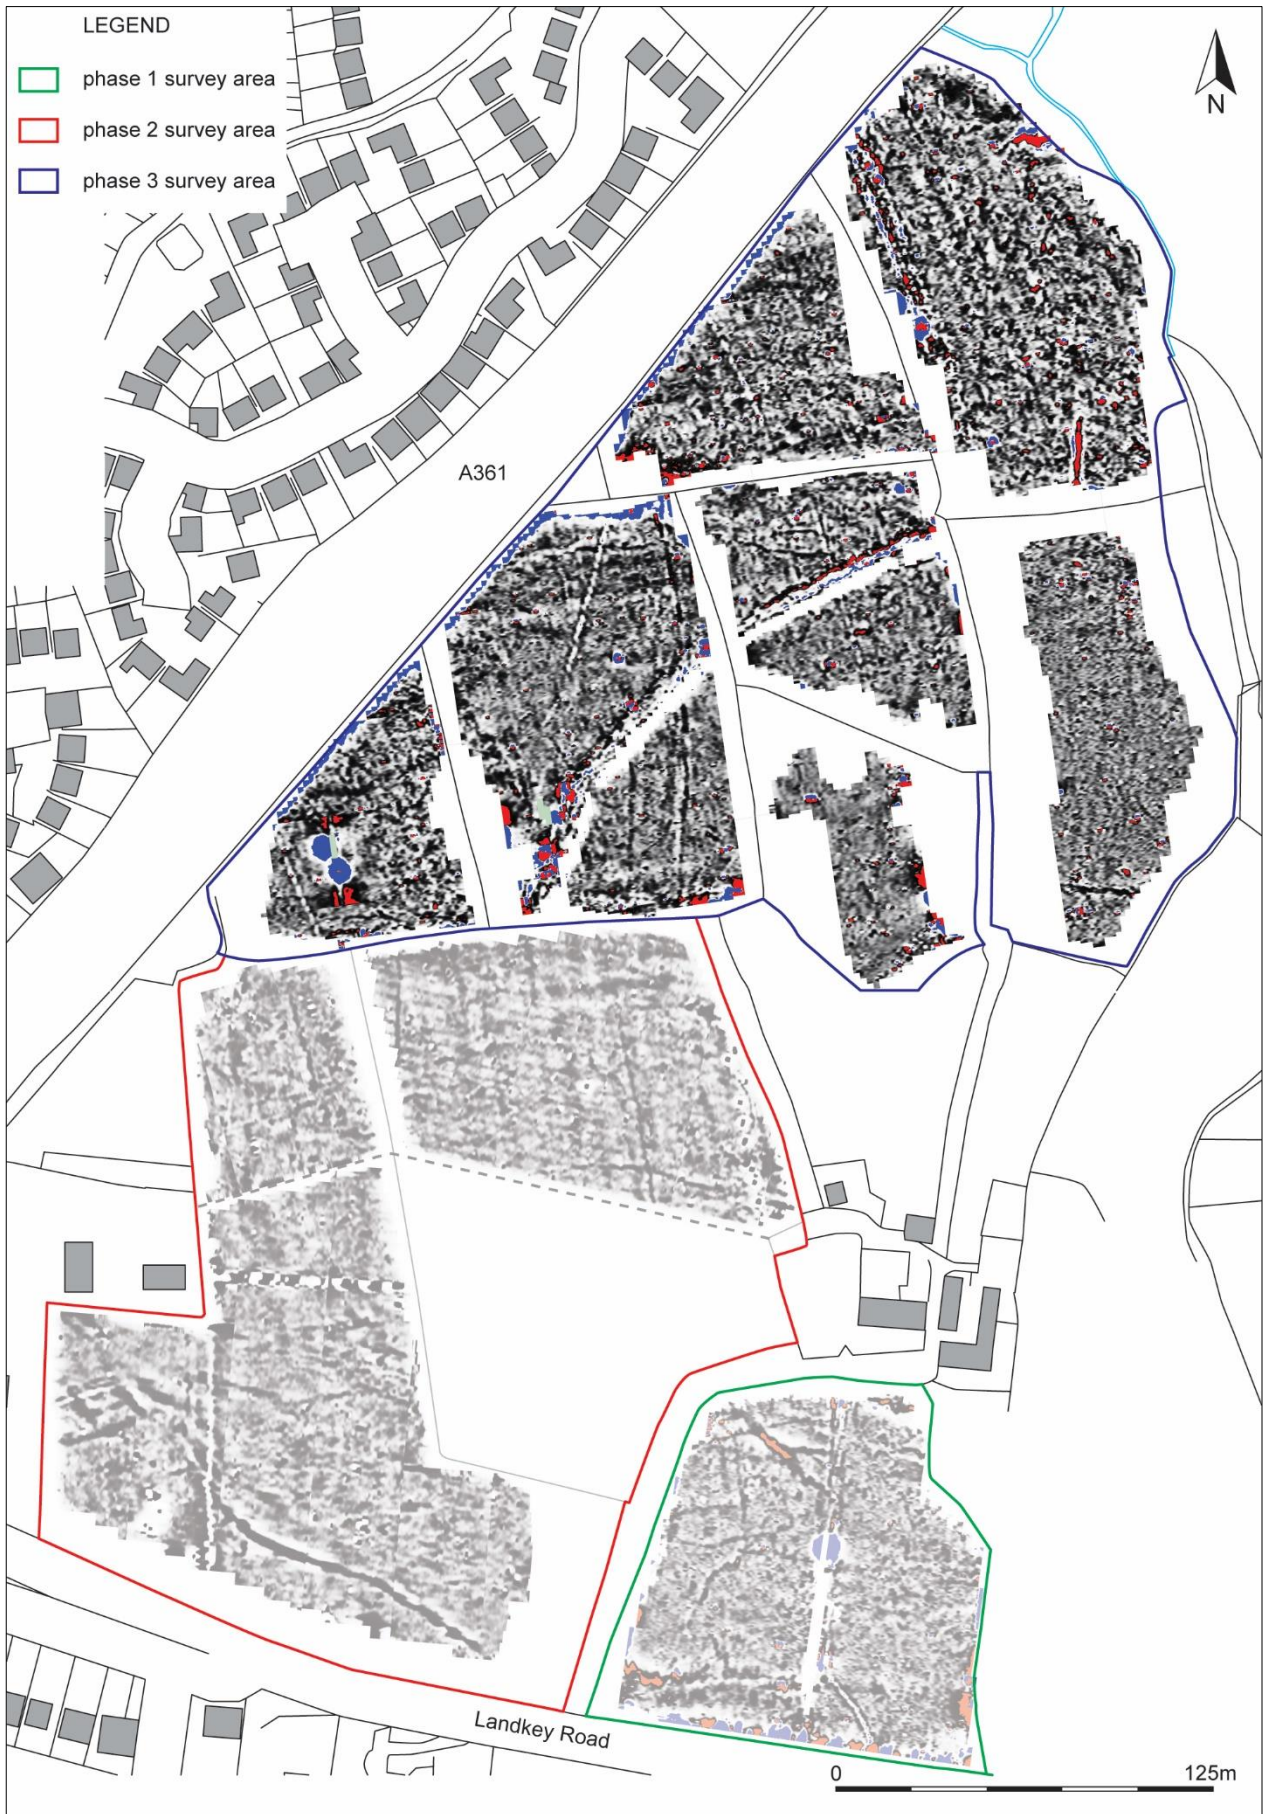 LEGEND
phase 1 survey area
phase 2 survey area
phase 3 survey area
N
A361
Landkey Road
0 125m